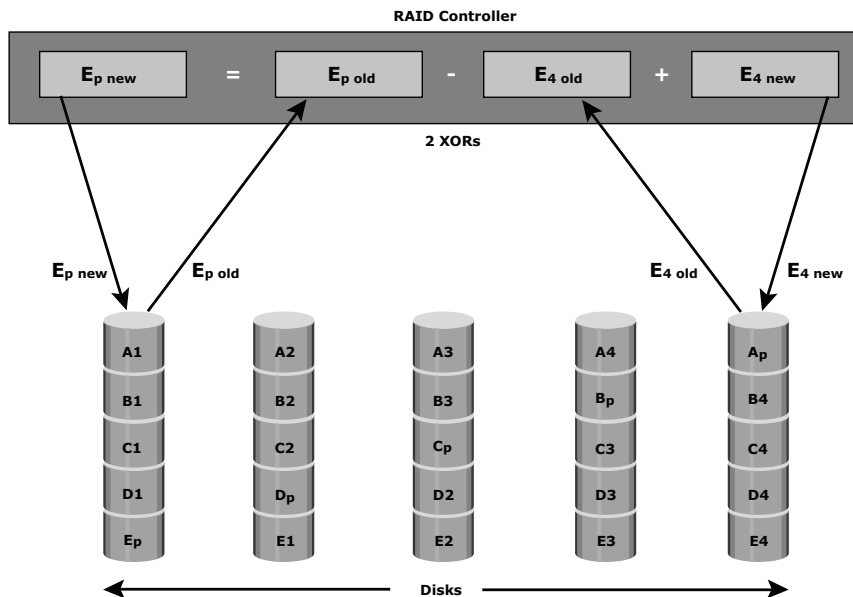 RAID Controller
Ep new = Ep old - E4 old + E4 new
2 XORs
Ep new Ep old E4 old E4 new
A1 A2 A3 A4 Ap
B1 B2 B3 Bp B4
C1 C2 Cp C3 C4
D1 Dp D2 D3 D4
Ep E1 E2 E3 E4
Disks